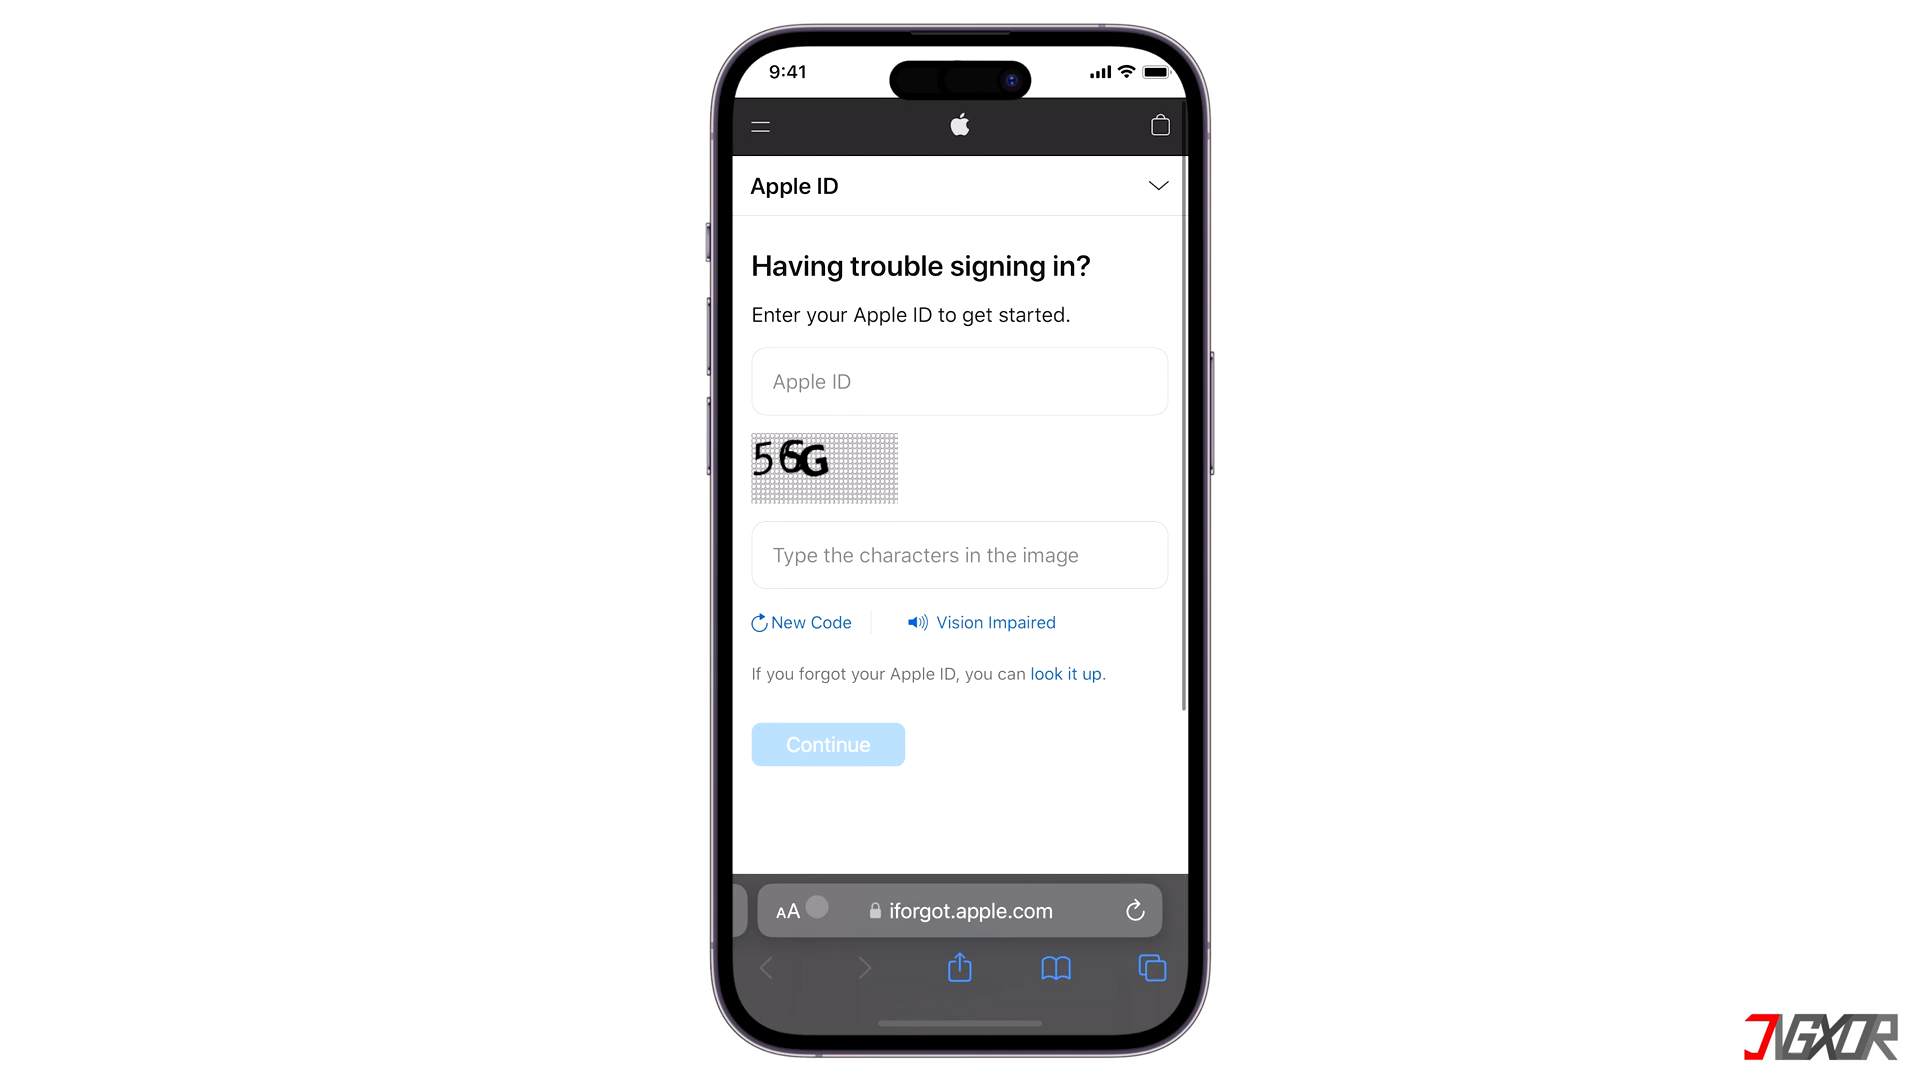 9:41
Apple ID
Having trouble signing in?
Enter your Apple ID to get started.
Apple ID
Type the characters in the image
New Code
Vision Impaired
If you forgot your Apple ID, you can look it up.
Continue
AA
iforgot.apple.com
JVGXOR